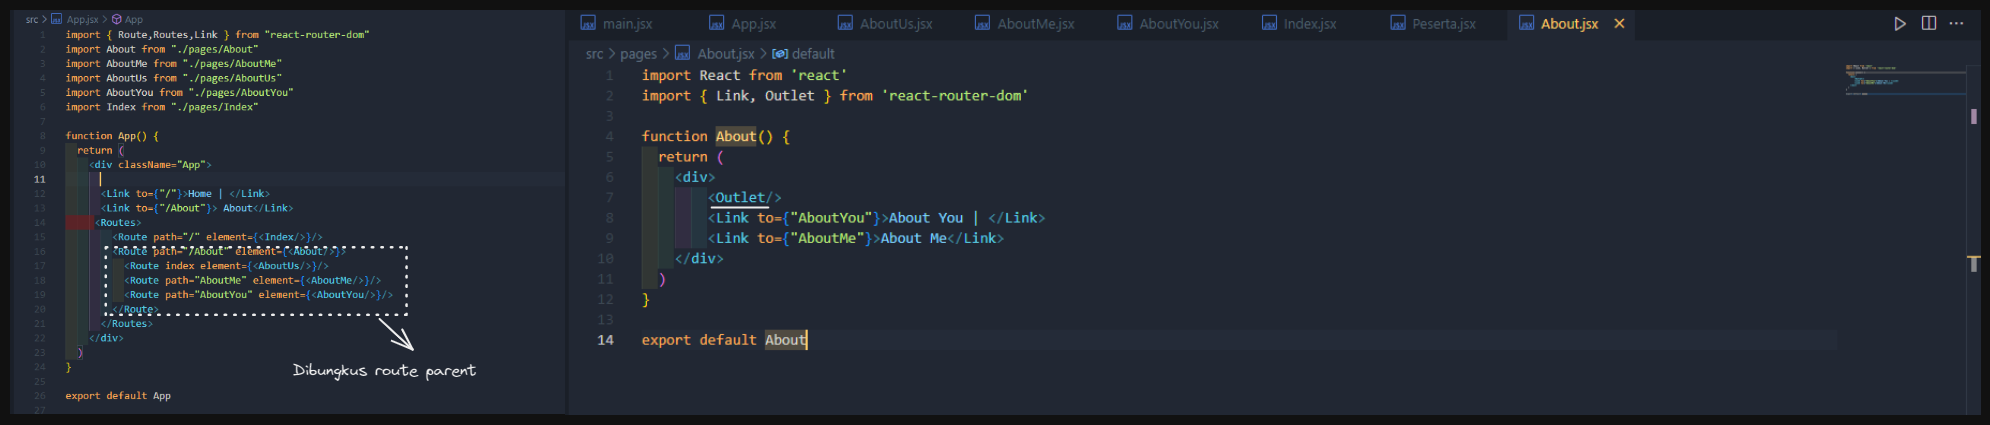 src > App.jsx > App
1 import { Route,Routes,Link } from "react-router-dom"
2 import About from "./pages/About"
3 import AboutMe from "./pages/AboutMe"
4 import AboutUs from "./pages/AboutUs"
5 import AboutYou from "./pages/AboutYou"
6 import Index from "./pages/Index"
7
8 function App() {
9 return (
10 <div className="App">
11
12 <Link to={"/"}>Home | </Link>
13 <Link to={"/About"}> About</Link>
14 <Routes>
15 <Route path="/" element={<Index/>}/>
16 <Route path="/About" element={<About/>}>
17 <Route index element={<AboutUs/>}/>
18 <Route path="AboutMe" element={<AboutMe/>}/>
19 <Route path="AboutYou" element={<AboutYou/>}/>
20 </Route>
21 </Routes>
22 </div>
23 )
24 }
25
26 export default App
27
Dibungkus route parent
main.jsx App.jsx AboutUs.jsx AboutMe.jsx AboutYou.jsx Index.jsx Peserta.jsx About.jsx
src > pages > About.jsx > default
1 import React from 'react'
2 import { Link, Outlet } from 'react-router-dom'
3
4 function About() {
5 return (
6 <div>
7 <Outlet/>
8 <Link to={"AboutYou"}>About You | </Link>
9 <Link to={"AboutMe"}>About Me</Link>
10 </div>
11 )
12 }
13
14 export default About